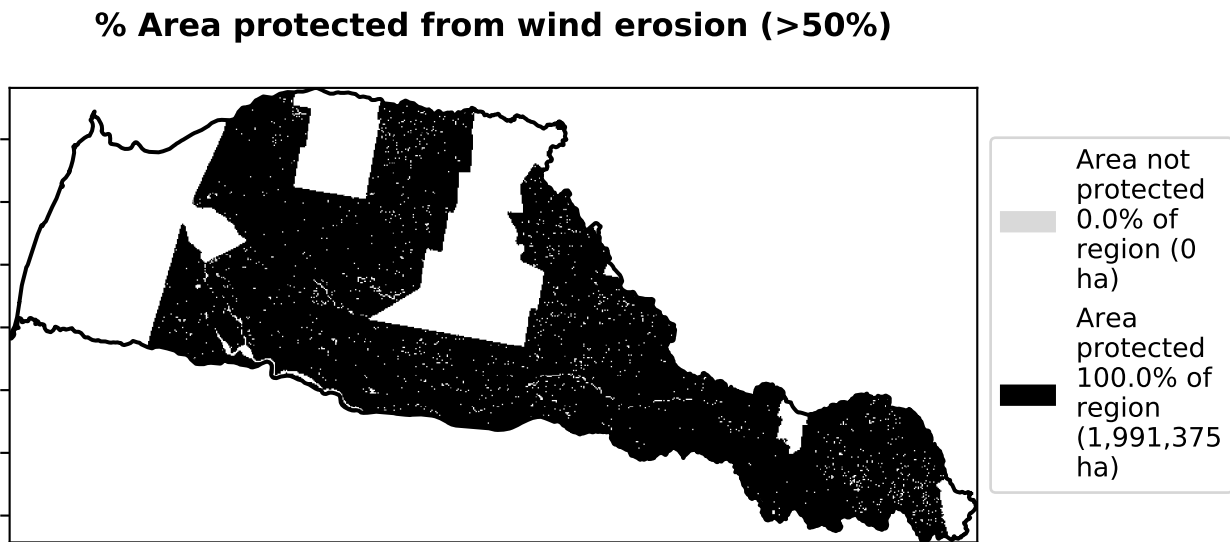 % Area protected from wind erosion (>50%)
Area not
protected
0.0% of
region (0
ha)
Area
protected
100.0% of
region
(1,991,375
ha)